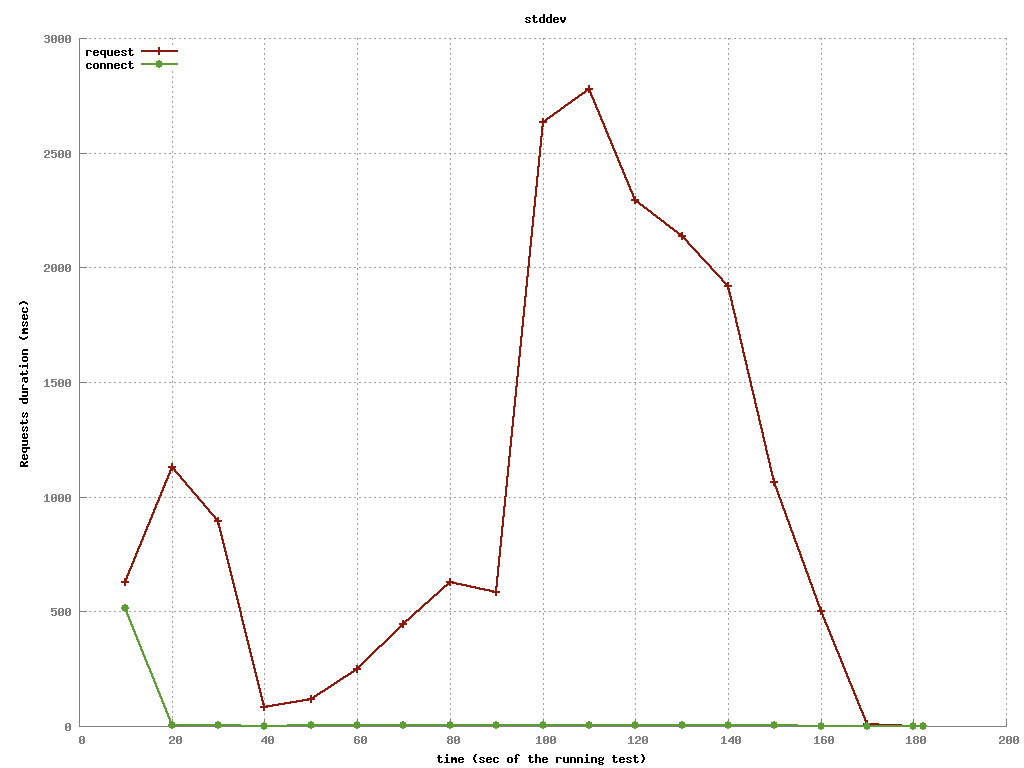 stddev
request
connect
Requests duration (msec)
3000
2500
2000
1500
1000
500
0
0 20 40 60 80 100 120 140 160 180 200
time (sec of the running test)